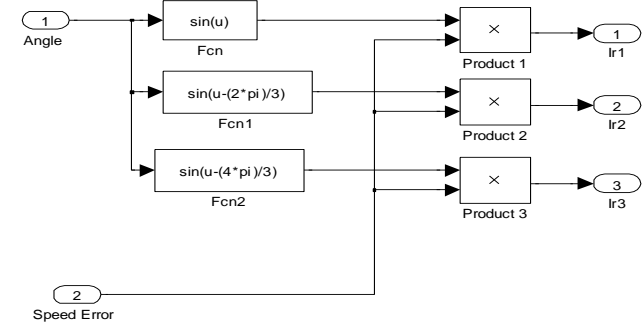 1
Angle
sin(u)
Fcn
×
Product 1
1
Ir1
sin(u-(2*pi)/3)
Fcn1
×
Product 2
2
Ir2
sin(u-(4*pi)/3)
Fcn2
×
Product 3
3
Ir3
2
Speed Error